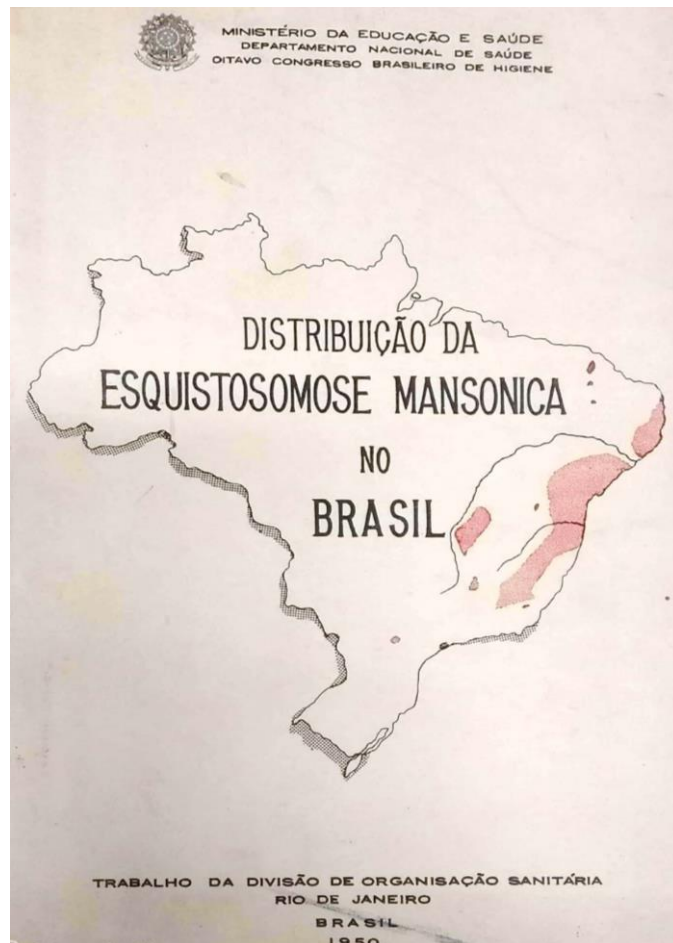 MINISTÉRIO DA EDUCAÇÃO E SAÚDE
DEPARTAMENTO NACIONAL DE SAÚDE
OITAVO CONGRESSO BRASILEIRO DE HIGIENE
DISTRIBUIÇÃO DA
ESQUISTOSOMOSE MANSONICA
NO
BRASIL
TRABALHO DA DIVISÃO DE ORGANISAÇÃO SANITÁRIA
RIO DE JANEIRO
BRASIL
1950